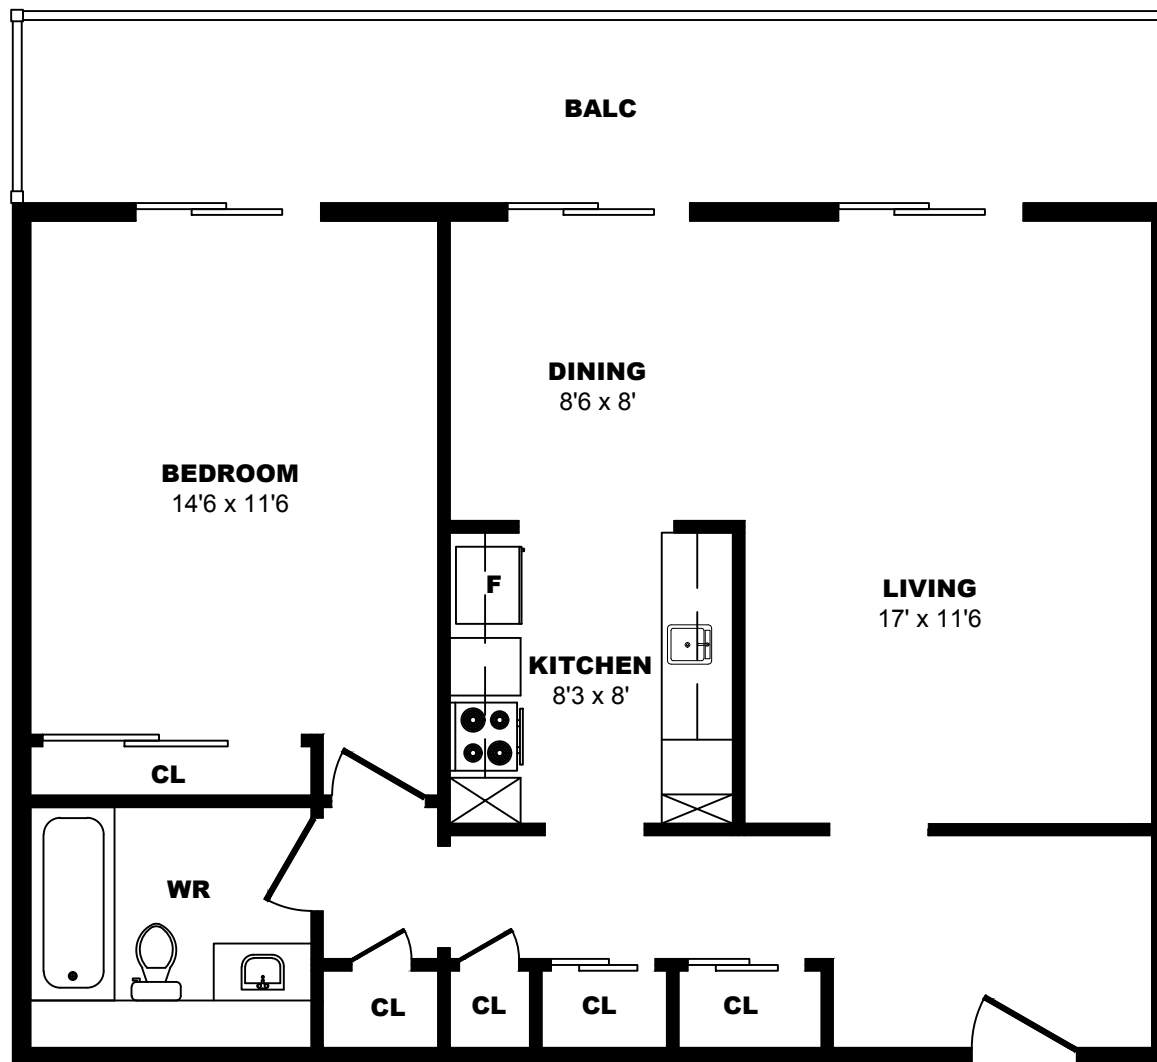 BALC
DINING
8'6 x 8'
BEDROOM
14'6 x 11'6
F
LIVING
17' x 11'6
KITCHEN
8'3 x 8'
CL
WR
CL
CL
CL
CL